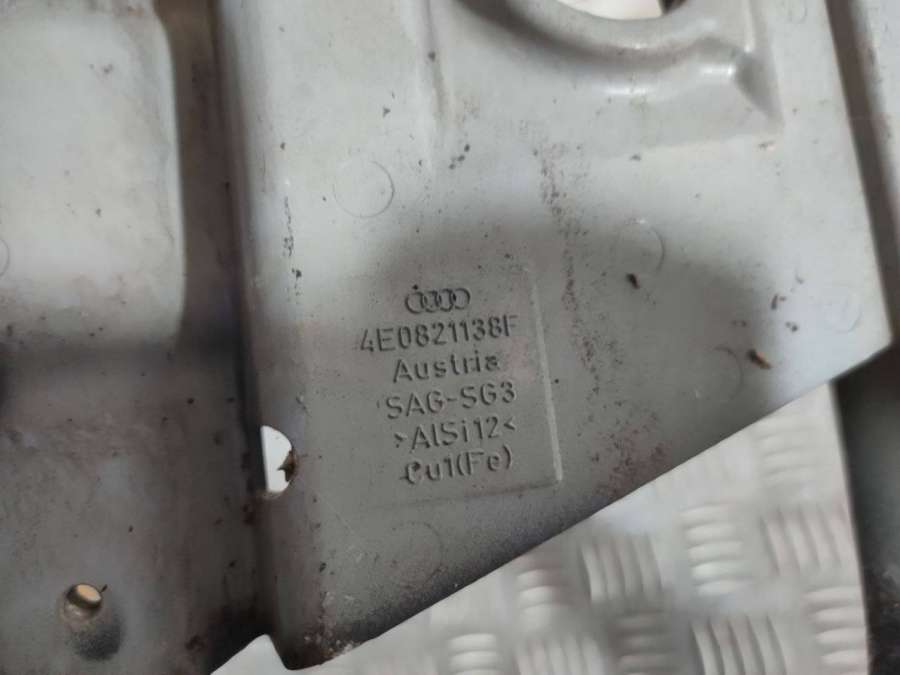 4E0821138F
Austria
SAG-SG3
>AlSi12<
Cu1(Fe)